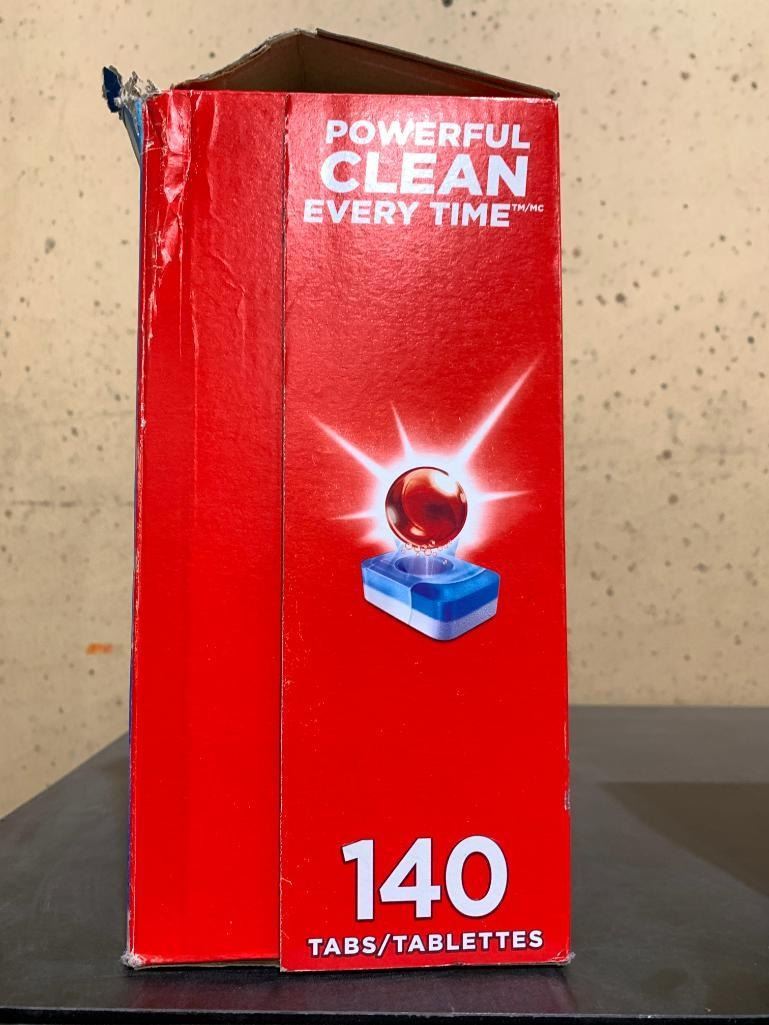 POWERFUL
CLEAN
EVERY TIME™/MC
140
TABS/TABLETTES